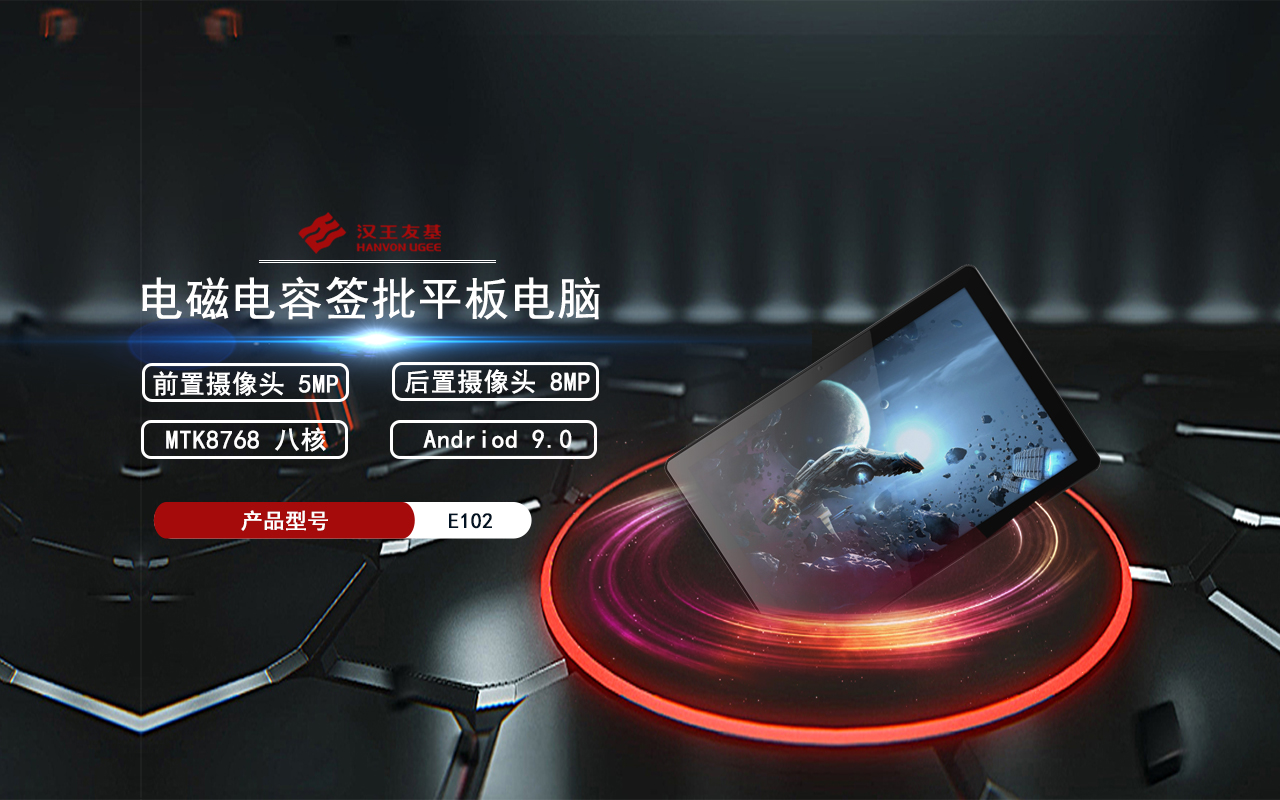 汉王友基
HANVON UGEE
电磁电容签批平板电脑
前置摄像头 5MP
后置摄像头 8MP
MTK8768 八核
Andriod 9.0
产品型号
E102